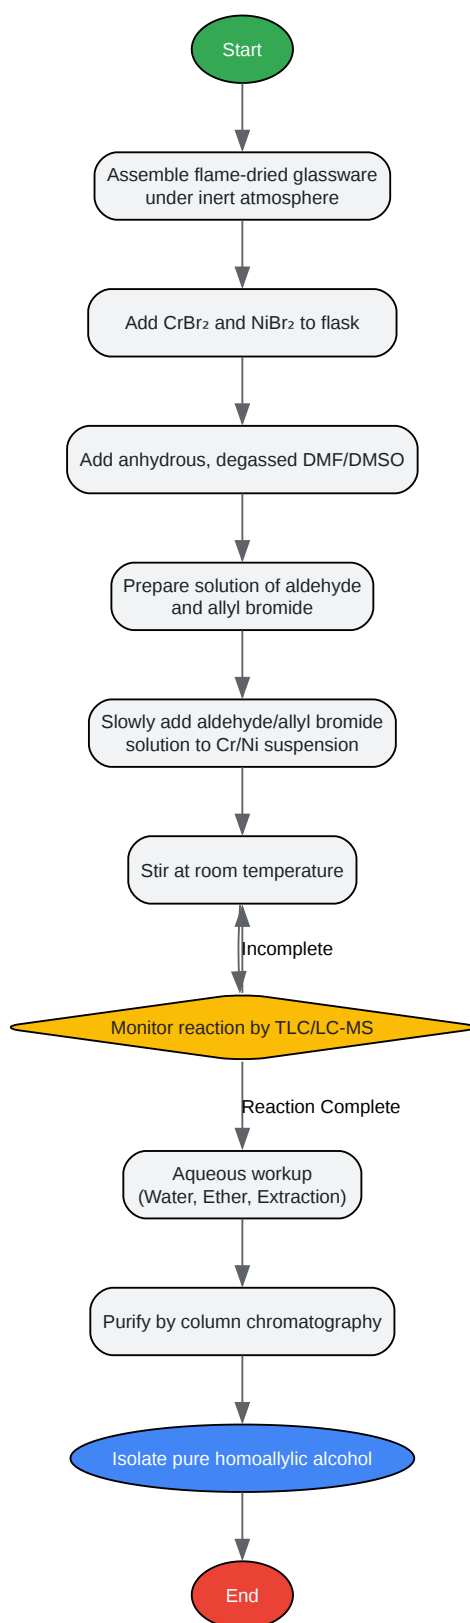 Start
Assemble flame-dried glassware
under inert atmosphere
Add CrBr₂ and NiBr₂ to flask
Add anhydrous, degassed DMF/DMSO
Prepare solution of aldehyde
and allyl bromide
Slowly add aldehyde/allyl bromide
solution to Cr/Ni suspension
Stir at room temperature
Incomplete
Monitor reaction by TLC/LC-MS
Reaction Complete
Aqueous workup
(Water, Ether, Extraction)
Purify by column chromatography
Isolate pure homoallylic alcohol
End